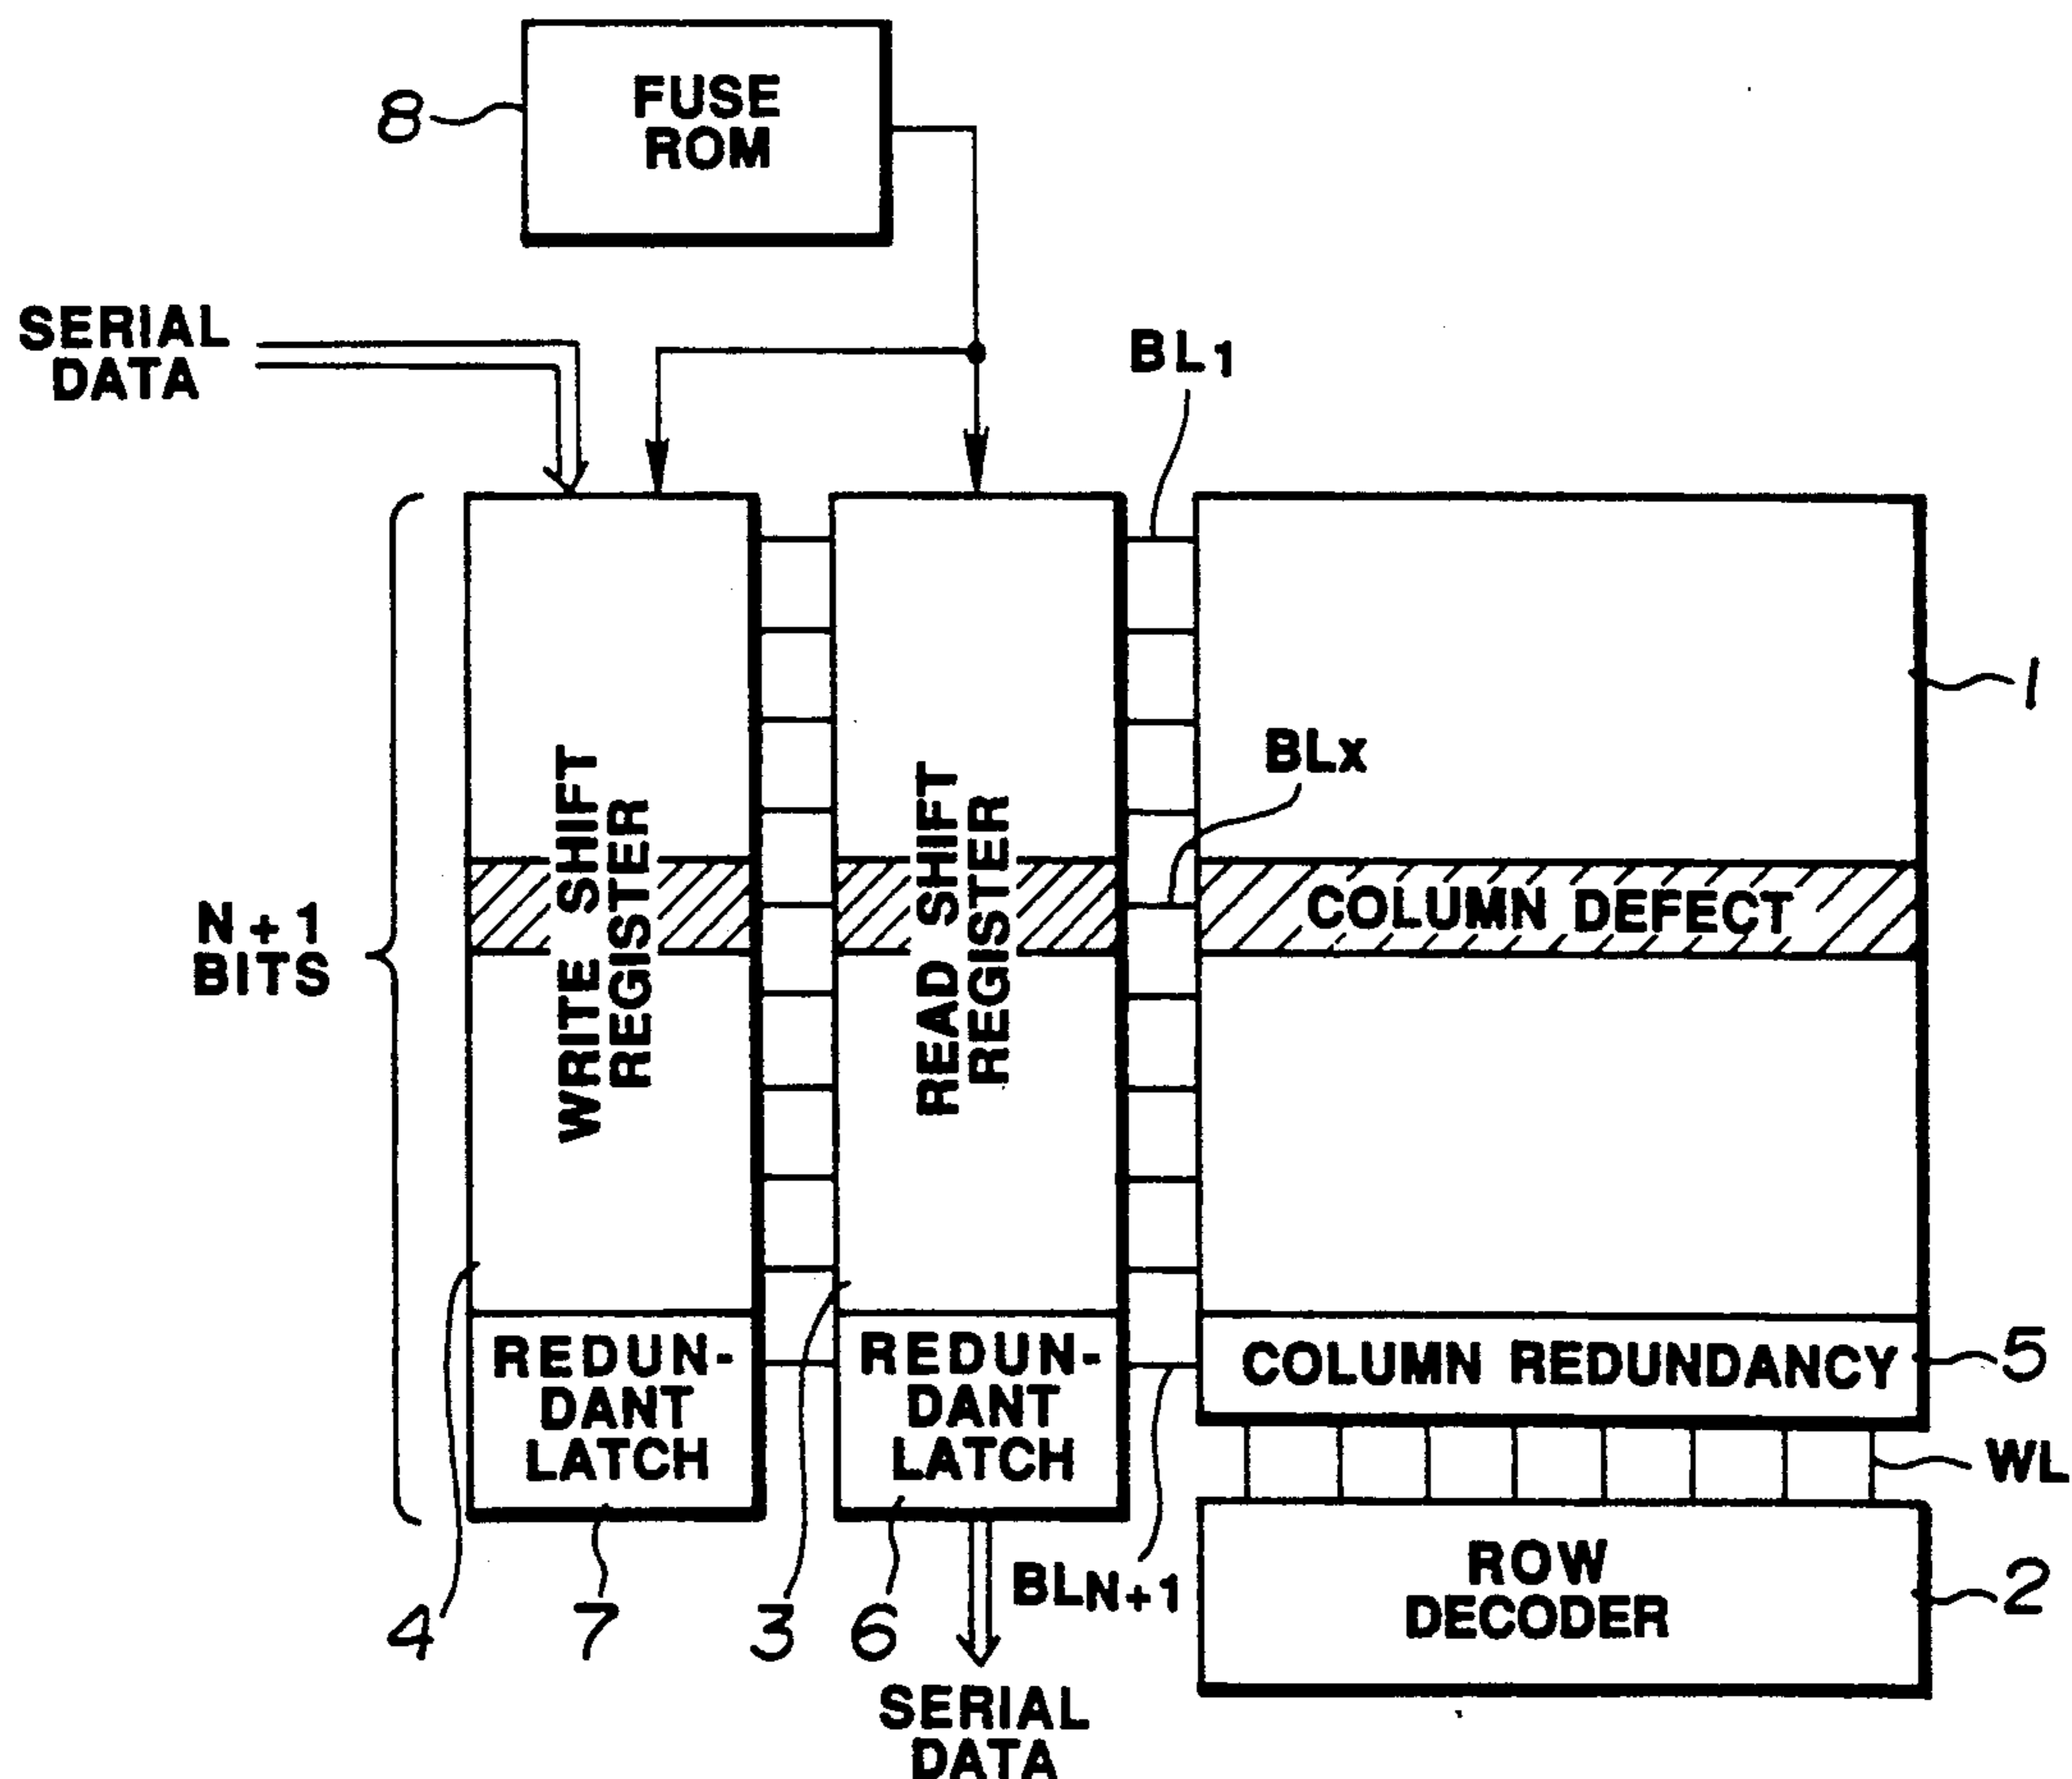 8
FUSE
ROM
SERIAL
DATA
BL1
1
BLX
N+1
BITS
WRITE SHIFT
REGISTER
READ SHIFT
REGISTER
COLUMN DEFECT
REDUN-
DANT
LATCH
REDUN-
DANT
LATCH
COLUMN REDUNDANCY
5
WL
4
7
3
6
BLN+1
ROW
DECODER
2
SERIAL
DATA